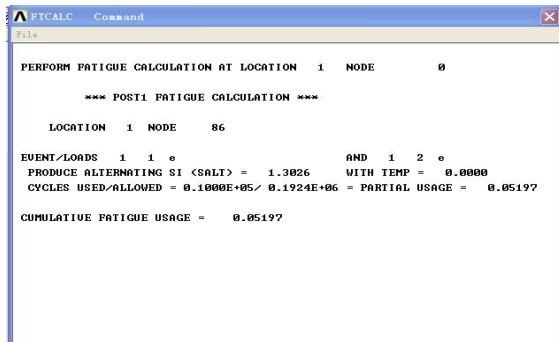 FTCALC Command
File
PERFORM FATIGUE CALCULATION AT LOCATION 1 NODE 0
*** POST1 FATIGUE CALCULATION ***
LOCATION 1 NODE 86
EVENT/LOADS 1 1 e AND 1 2 e
PRODUCE ALTERNATING SI (SALT) = 1.3026 WITH TEMP = 0.0000
CYCLES USED/ALLOWED = 0.1000E+05/ 0.1924E+06 = PARTIAL USAGE = 0.05197
CUMULATIVE FATIGUE USAGE = 0.05197